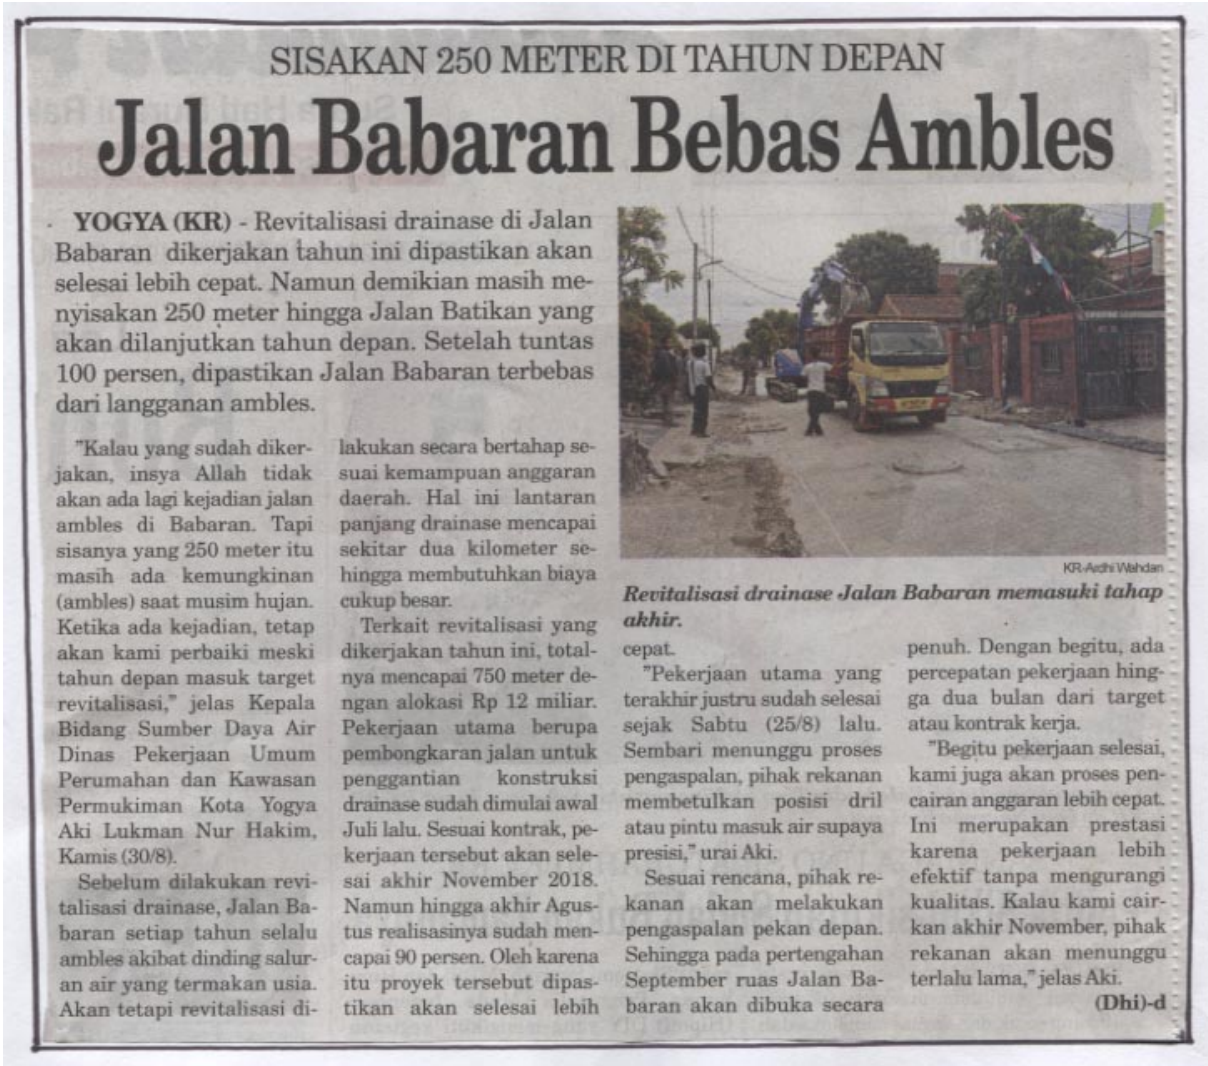 SISAKAN 250 METER DI TAHUN DEPAN
Jalan Babaran Bebas Ambles
YOGYA (KR) - Revitalisasi drainase di Jalan
Babaran dikerjakan tahun ini dipastikan akan
selesai lebih cepat. Namun demikian masih me-
nyisakan 250 meter hingga Jalan Batikan yang
akan dilanjutkan tahun depan. Setelah tuntas
100 persen, dipastikan Jalan Babaran terbebas
dari langganan ambles.
"Kalau yang sudah diker-
jakan, insya Allah tidak
akan ada lagi kejadian jalan
ambles di Babaran. Tapi
sisanya yang 250 meter itu
masih ada kemungkinan
(ambles) saat musim hujan.
Ketika ada kejadian, tetap
akan kami perbaiki meski
tahun depan masuk target
revitalisasi," jelas Kepala
Bidang Sumber Daya Air
Dinas Pekerjaan Umum
Perumahan dan Kawasan
Permukiman Kota Yogya
Aki Lukman Nur Hakim,
Kamis (30/8).
Sebelum dilakukan revi-
talisasi drainase, Jalan Ba-
baran setiap tahun selalu
ambles akibat dinding salur-
an air yang termakan usia.
Akan tetapi revitalisasi di-
lakukan secara bertahap se-
suai kemampuan anggaran
daerah. Hal ini lantaran
panjang drainase mencapai
sekitar dua kilometer se-
hingga membutuhkan biaya
cukup besar.
Terkait revitalisasi yang
dikerjakan tahun ini, total-
nya mencapai 750 meter de-
ngan alokasi Rp 12 miliar.
Pekerjaan utama berupa
pembongkaran jalan untuk
penggantian konstruksi
drainase sudah dimulai awal
Juli lalu. Sesuai kontrak, pe-
kerjaan tersebut akan sele-
sai akhir November 2018.
Namun hingga akhir Agus-
tus realisasinya sudah men-
capai 90 persen. Oleh karena
itu proyek tersebut dipas-
tikan akan selesai lebih
KR-Ardhi Wahdan
Revitalisasi drainase Jalan Babaran memasuki tahap
akhir.
cepat.
"Pekerjaan utama yang
terakhir justru sudah selesai
sejak Sabtu (25/8) lalu.
Sembari menunggu proses
pengaspalan, pihak rekanan
membetulkan posisi dril
atau pintu masuk air supaya
presisi," urai Aki.
Sesuai rencana, pihak re-
kanan akan melakukan
pengaspalan pekan depan.
Sehingga pada pertengahan
September ruas Jalan Ba-
baran akan dibuka secara
penuh. Dengan begitu, ada
percepatan pekerjaan hing-
ga dua bulan dari target
atau kontrak kerja.
"Begitu pekerjaan selesai,
kami juga akan proses pen-
cairan anggaran lebih cepat.
Ini merupakan prestasi
karena pekerjaan lebih
efektif tanpa mengurangi
kualitas. Kalau kami cair-
kan akhir November, pihak
rekanan akan menunggu
terlalu lama," jelas Aki.
(Dhi)-d